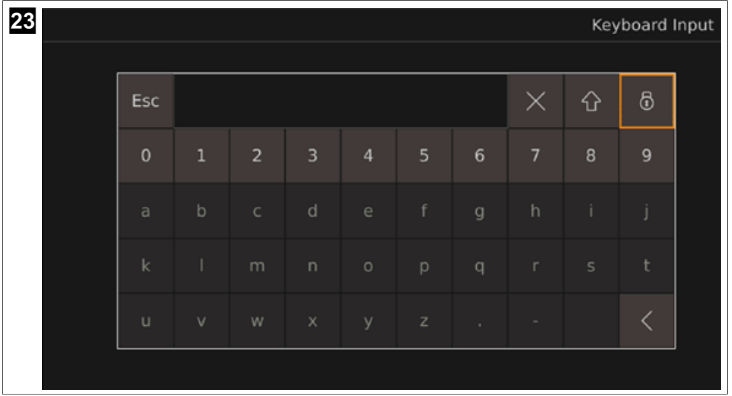 23
Keyboard Input
Esc
0 1 2 3 4 5 6 7 8 9
a b c d e f g h i j
k l m n o p q r s t
u v w x y z . -